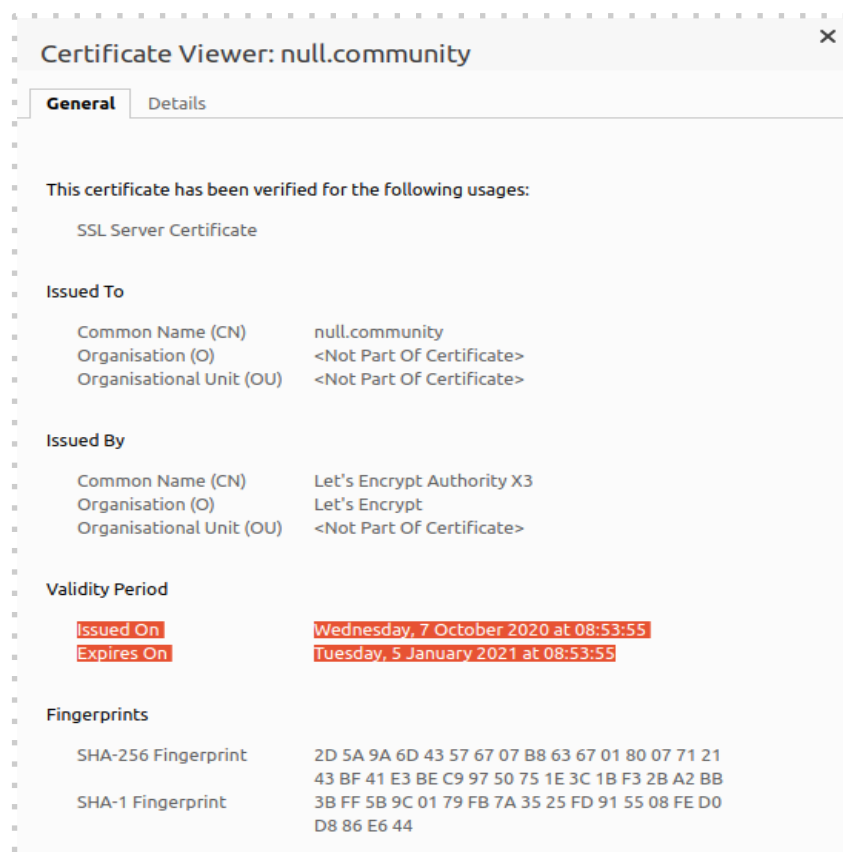 Certificate Viewer: null.community
×
General Details
This certificate has been verified for the following usages:
SSL Server Certificate
Issued To
Common Name (CN) null.community
Organisation (O) <Not Part Of Certificate>
Organisational Unit (OU) <Not Part Of Certificate>
Issued By
Common Name (CN) Let's Encrypt Authority X3
Organisation (O) Let's Encrypt
Organisational Unit (OU) <Not Part Of Certificate>
Validity Period
Issued On Wednesday, 7 October 2020 at 08:53:55
Expires On Tuesday, 5 January 2021 at 08:53:55
Fingerprints
SHA-256 Fingerprint 2D 5A 9A 6D 43 57 67 07 B8 63 67 01 80 07 71 21
43 BF 41 E3 BE C9 97 50 75 1E 3C 1B F3 2B A2 BB
SHA-1 Fingerprint 3B FF 5B 9C 01 79 FB 7A 35 25 FD 91 55 08 FE D0
D8 86 E6 44